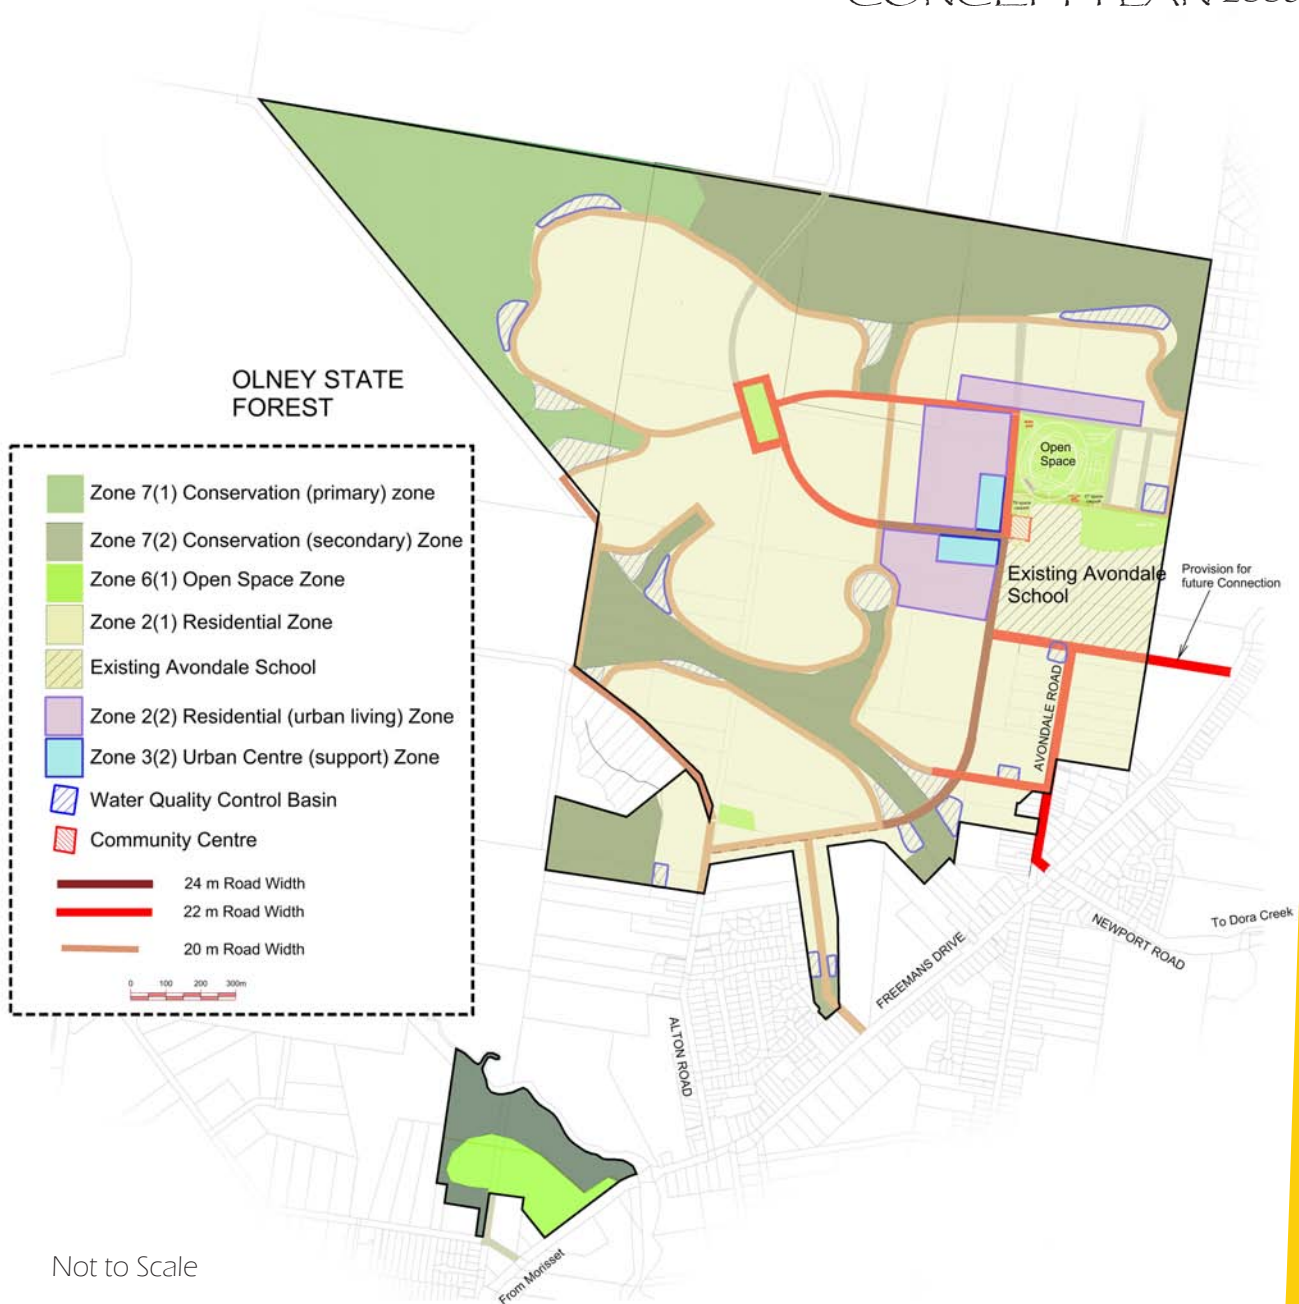 CONCEPT PLAN
OLNEY STATE
FOREST
Zone 7(1) Conservation (primary) zone
Zone 7(2) Conservation (secondary) Zone
Zone 6(1) Open Space Zone
Zone 2(1) Residential Zone
Existing Avondale School
Zone 2(2) Residential (urban living) Zone
Zone 3(2) Urban Centre (support) Zone
Water Quality Control Basin
Community Centre
24 m Road Width
22 m Road Width
20 m Road Width
0 100 200 300m
Open
Space
Existing Avondale
School
Provision for
future Connection
AVONDALE ROAD
NEWPORT ROAD
To Dora Creek
FREEMANS DRIVE
ALTON ROAD
From Morisset
Not to Scale